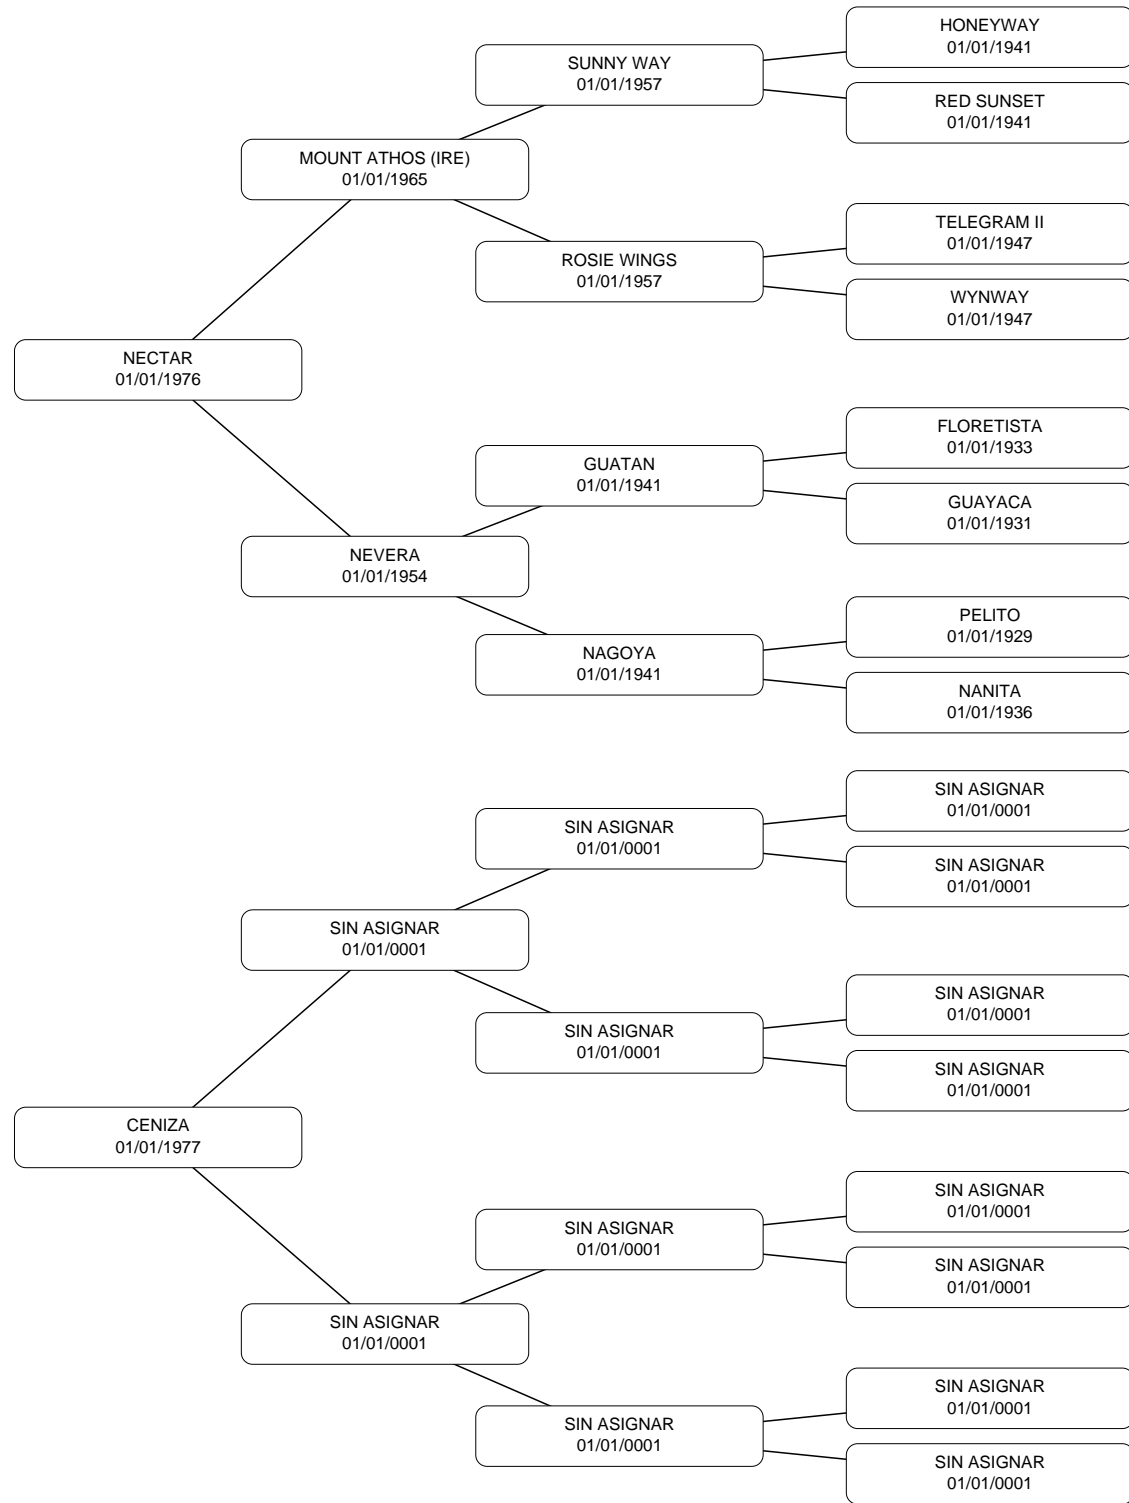 HONEYWAY
01/01/1941
SUNNY WAY
01/01/1957
RED SUNSET
01/01/1941
MOUNT ATHOS (IRE)
01/01/1965
TELEGRAM II
01/01/1947
ROSIE WINGS
01/01/1957
WYNWAY
01/01/1947
NECTAR
01/01/1976
FLORETISTA
01/01/1933
GUATAN
01/01/1941
GUAYACA
01/01/1931
NEVERA
01/01/1954
PELITO
01/01/1929
NAGOYA
01/01/1941
NANITA
01/01/1936
SIN ASIGNAR
01/01/0001
SIN ASIGNAR
01/01/0001
SIN ASIGNAR
01/01/0001
SIN ASIGNAR
01/01/0001
SIN ASIGNAR
01/01/0001
SIN ASIGNAR
01/01/0001
SIN ASIGNAR
01/01/0001
CENIZA
01/01/1977
SIN ASIGNAR
01/01/0001
SIN ASIGNAR
01/01/0001
SIN ASIGNAR
01/01/0001
SIN ASIGNAR
01/01/0001
SIN ASIGNAR
01/01/0001
SIN ASIGNAR
01/01/0001
SIN ASIGNAR
01/01/0001